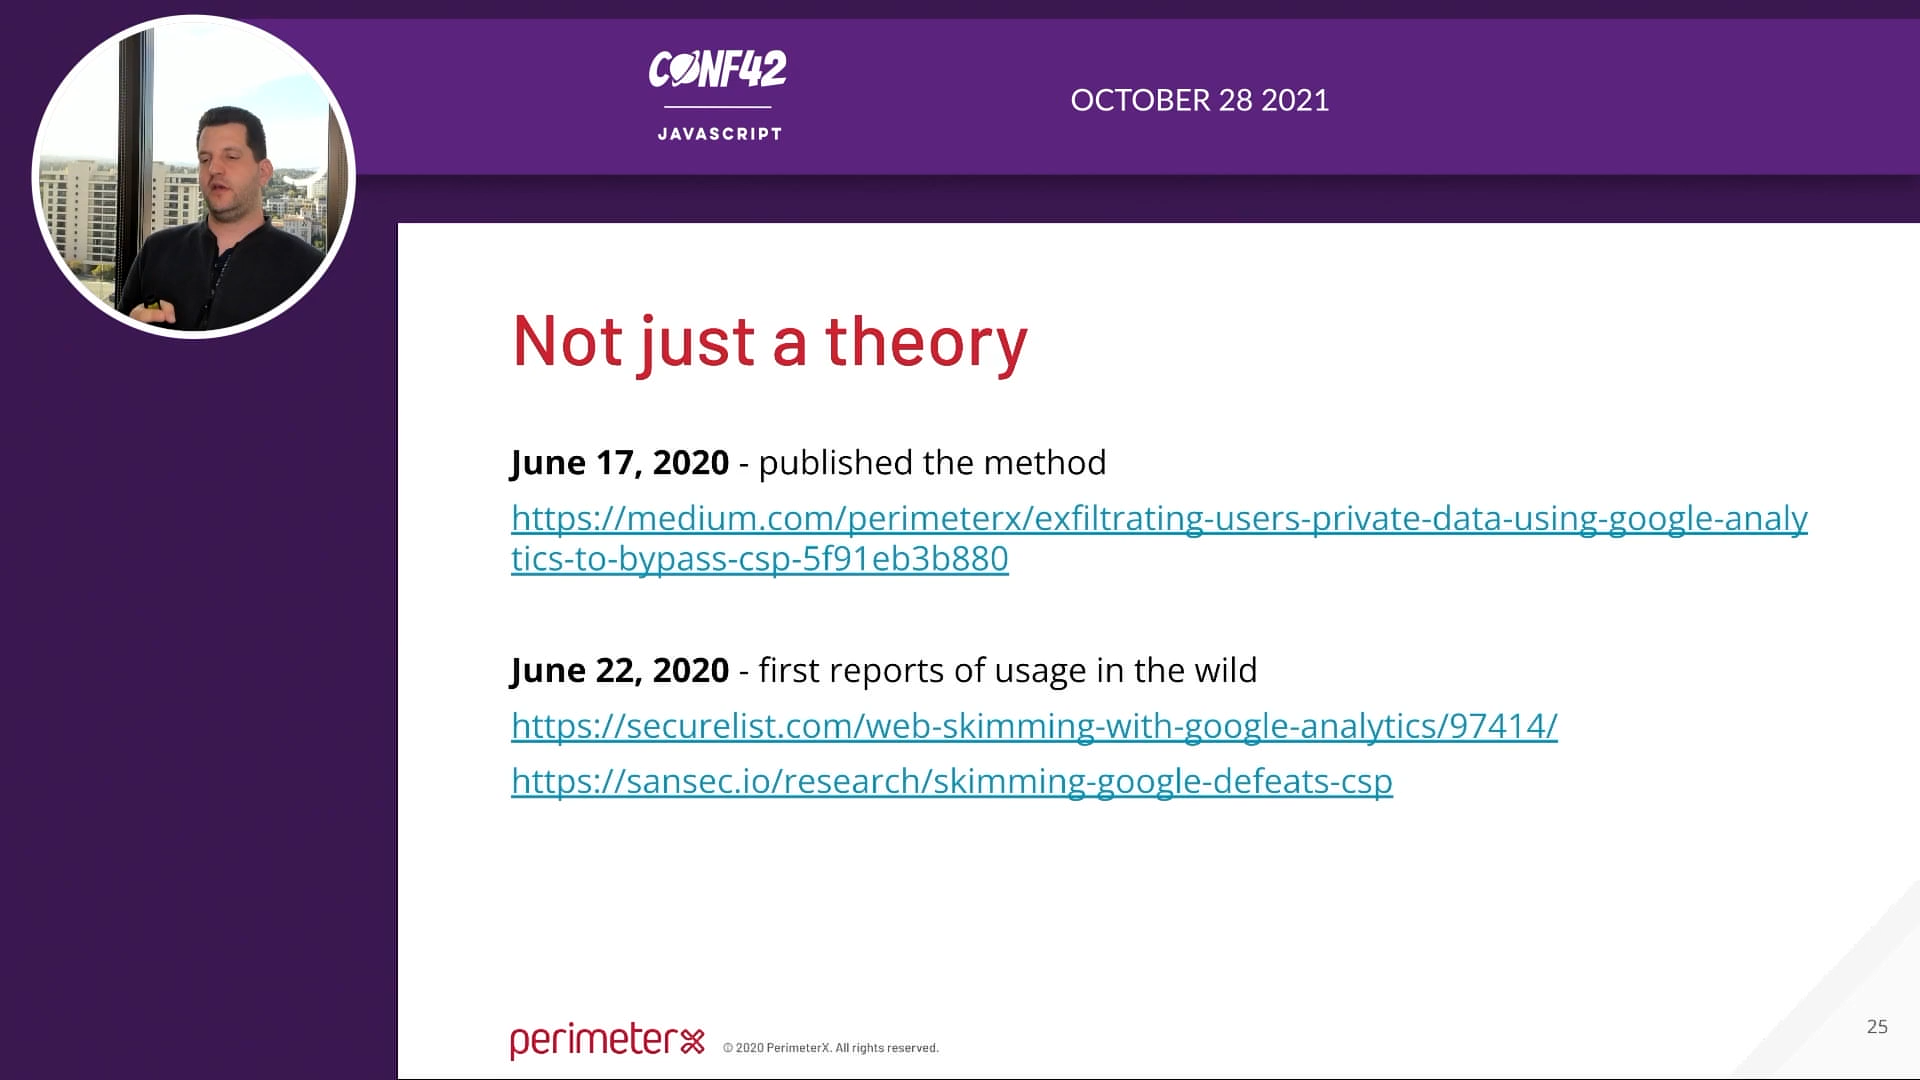 CONF42
JAVASCRIPT
OCTOBER 28 2021
Not just a theory
June 17, 2020 - published the method
https://medium.com/perimeterx/exfiltrating-users-private-data-using-google-analy
tics-to-bypass-csp-5f91eb3b880
June 22, 2020 - first reports of usage in the wild
https://securelist.com/web-skimming-with-google-analytics/97414/
https://sansec.io/research/skimming-google-defeats-csp
perimeterx
© 2020 PerimeterX. All rights reserved.
25